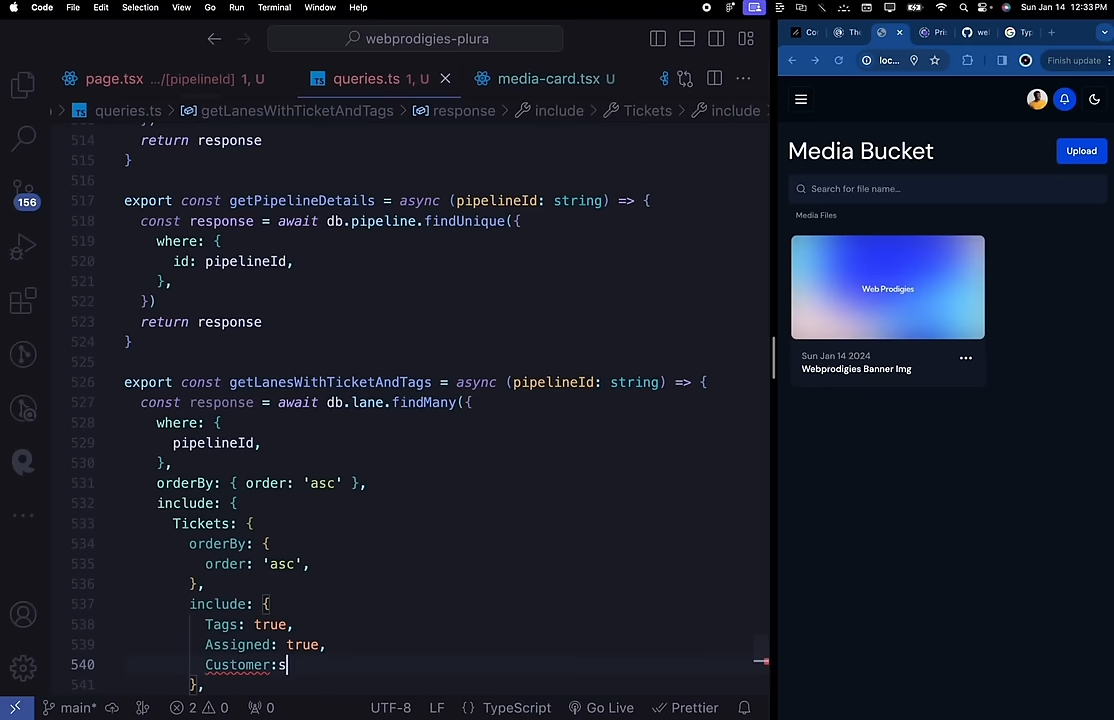 Code File Edit Selection View Go Run Terminal Window Help Sun Jan 14 12:33 PM
webprodigies-plura
page.tsx .../[pipelineId] 1, U queries.ts 1, U media-card.tsx U
queries.ts getLanesWithTicketAndTags response include Tickets include
514 return response
515 }
516
517 export const getPipelineDetails = async (pipelineId: string) => {
518 const response = await db.pipeline.findUnique({
519 where: {
520 id: pipelineId,
521 },
522 })
523 return response
524 }
525
526 export const getLanesWithTicketAndTags = async (pipelineId: string) => {
527 const response = await db.lane.findMany({
528 where: {
529 pipelineId,
530 },
531 orderBy: { order: 'asc' },
532 include: {
533 Tickets: {
534 orderBy: {
535 order: 'asc',
536 },
537 include: {
538 Tags: true,
539 Assigned: true,
540 Customer:s
541 },
156
main* 2 0 0 UTF-8 LF {} TypeScript Go Live Prettier
Co The Pris wel Typ
loc... Finish update
Media Bucket
Upload
Search for file name...
Media Files
Web Prodigies
Sun Jan 14 2024
Webprodigies Banner Img